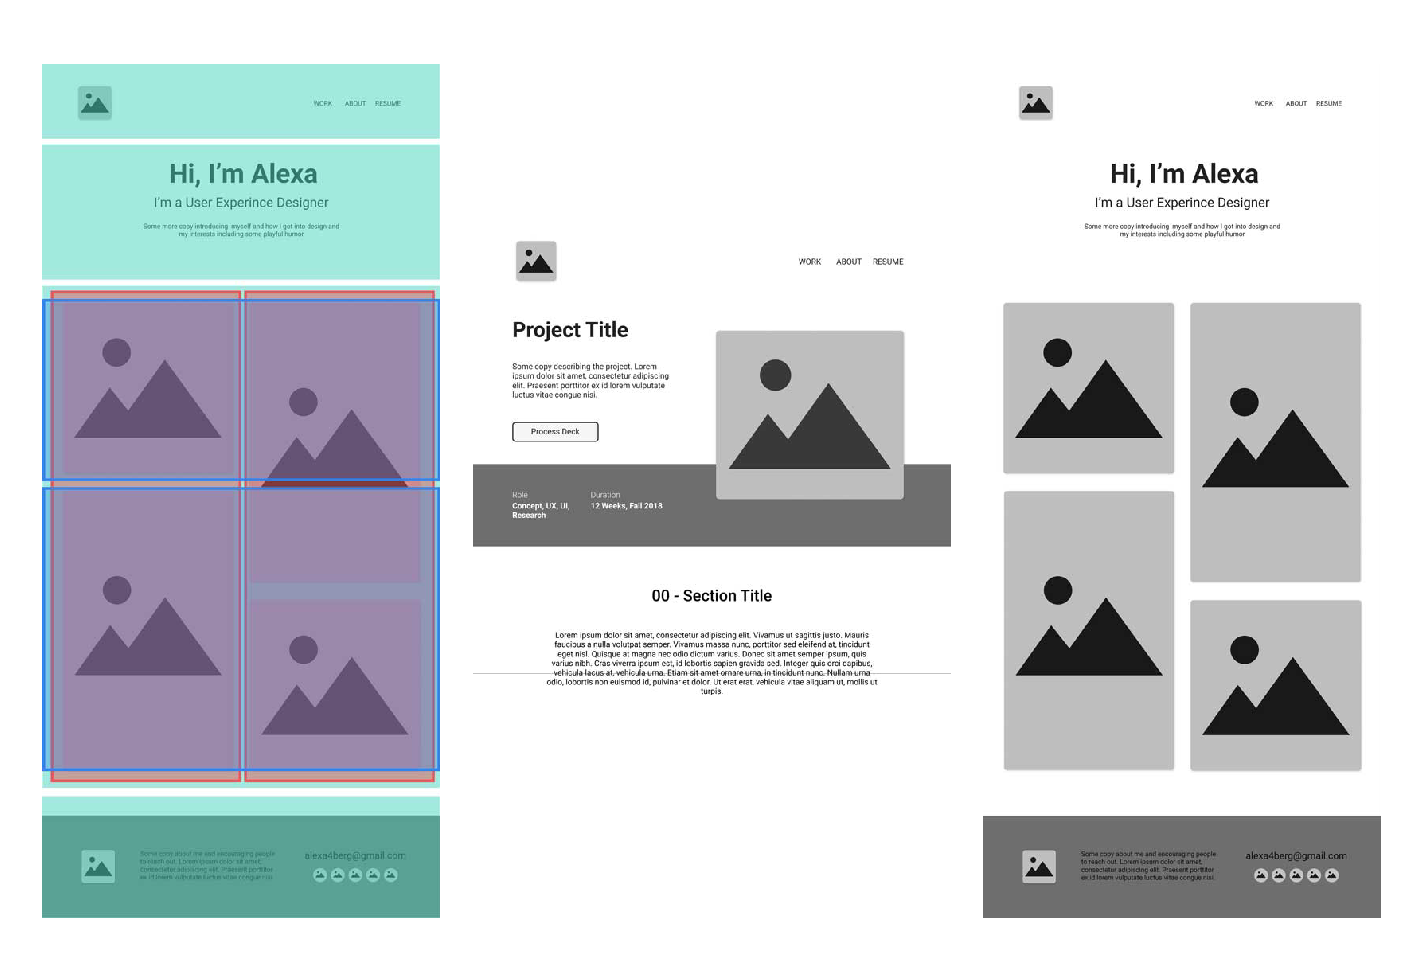 WORK ABOUT RESUME
Hi, I'm Alexa
I'm a User Experince Designer
Some more copy introducing myself and how I got into design and
my interests including some playful humor
Some copy about me and encouraging people
to reach out. Lorem ipsum dolor sit amet,
consectetur adipiscing elit. Praesent porttitor
ex id lorem vulputate luctus vitae congue nisi.
alexa4berg@gmail.com
WORK ABOUT RESUME
Project Title
Some copy describing the project. Lorem
ipsum dolor sit amet, consectetur adipiscing
elit. Praesent porttitor ex id lorem vulputate
luctus vitae congue nisi.
Process Deck
Role
Concept, UX, UI,
Research
Duration
12 Weeks, Fall 2018
00 - Section Title
Lorem ipsum dolor sit amet, consectetur adipiscing elit. Vivamus ut sagittis justo. Mauris
faucibus a nulla volutpat semper. Vivamus massa nunc, porttitor sed eleifend at, tincidunt
eget nisl. Quisque at magna nec odio dictum varius. Donec sit amet semper ipsum, quis
varius nibh. Cras viverra ipsum est, id lobortis sapien gravida sed. Integer quis orci dapibus,
vehicula lacus at, vehicula urna. Etiam sit amet ornare urna, in tincidunt nunc. Nullam urna
odio, lobortis non euismod id, pulvinar et dolor. Ut erat erat, vehicula vitae aliquam ut, mollis ut
turpis.
WORK ABOUT RESUME
Hi, I'm Alexa
I'm a User Experince Designer
Some more copy introducing myself and how I got into design and
my interests including some playful humor
Some copy about me and encouraging people
to reach out. Lorem ipsum dolor sit amet,
consectetur adipiscing elit. Praesent porttitor
ex id lorem vulputate luctus vitae congue nisi.
alexa4berg@gmail.com